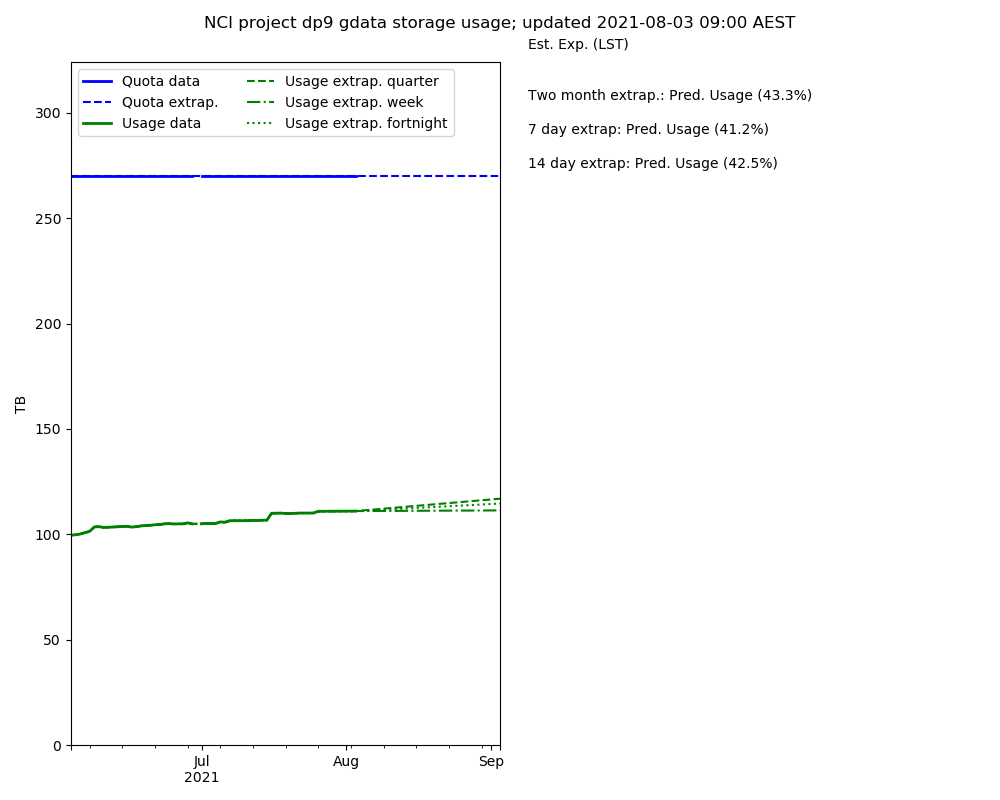 NCI project dp9 gdata storage usage; updated 2021-08-03 09:00 AEST
Est. Exp. (LST)
Two month extrap.: Pred. Usage (43.3%)
7 day extrap: Pred. Usage (41.2%)
14 day extrap: Pred. Usage (42.5%)
Quota data
Quota extrap.
Usage data
Usage extrap. quarter
Usage extrap. week
Usage extrap. fortnight
TB
300
250
200
150
100
50
0
Jul
2021
Aug
Sep